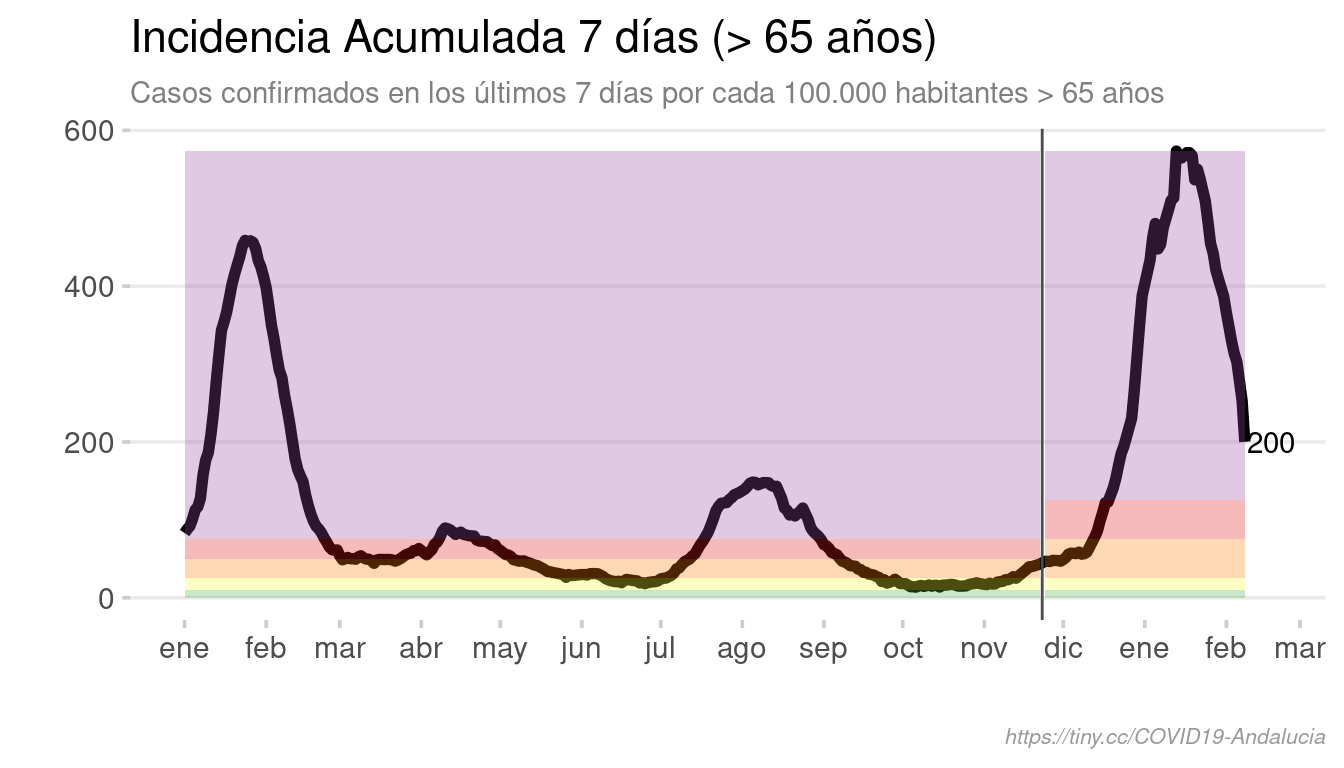 Incidencia Acumulada 7 días (> 65 años)
Casos confirmados en los últimos 7 días por cada 100.000 habitantes > 65 años
600
400
200
200
0
ene feb mar abr may jun jul ago sep oct nov dic ene feb mar
https://tiny.cc/COVID19-Andalucia